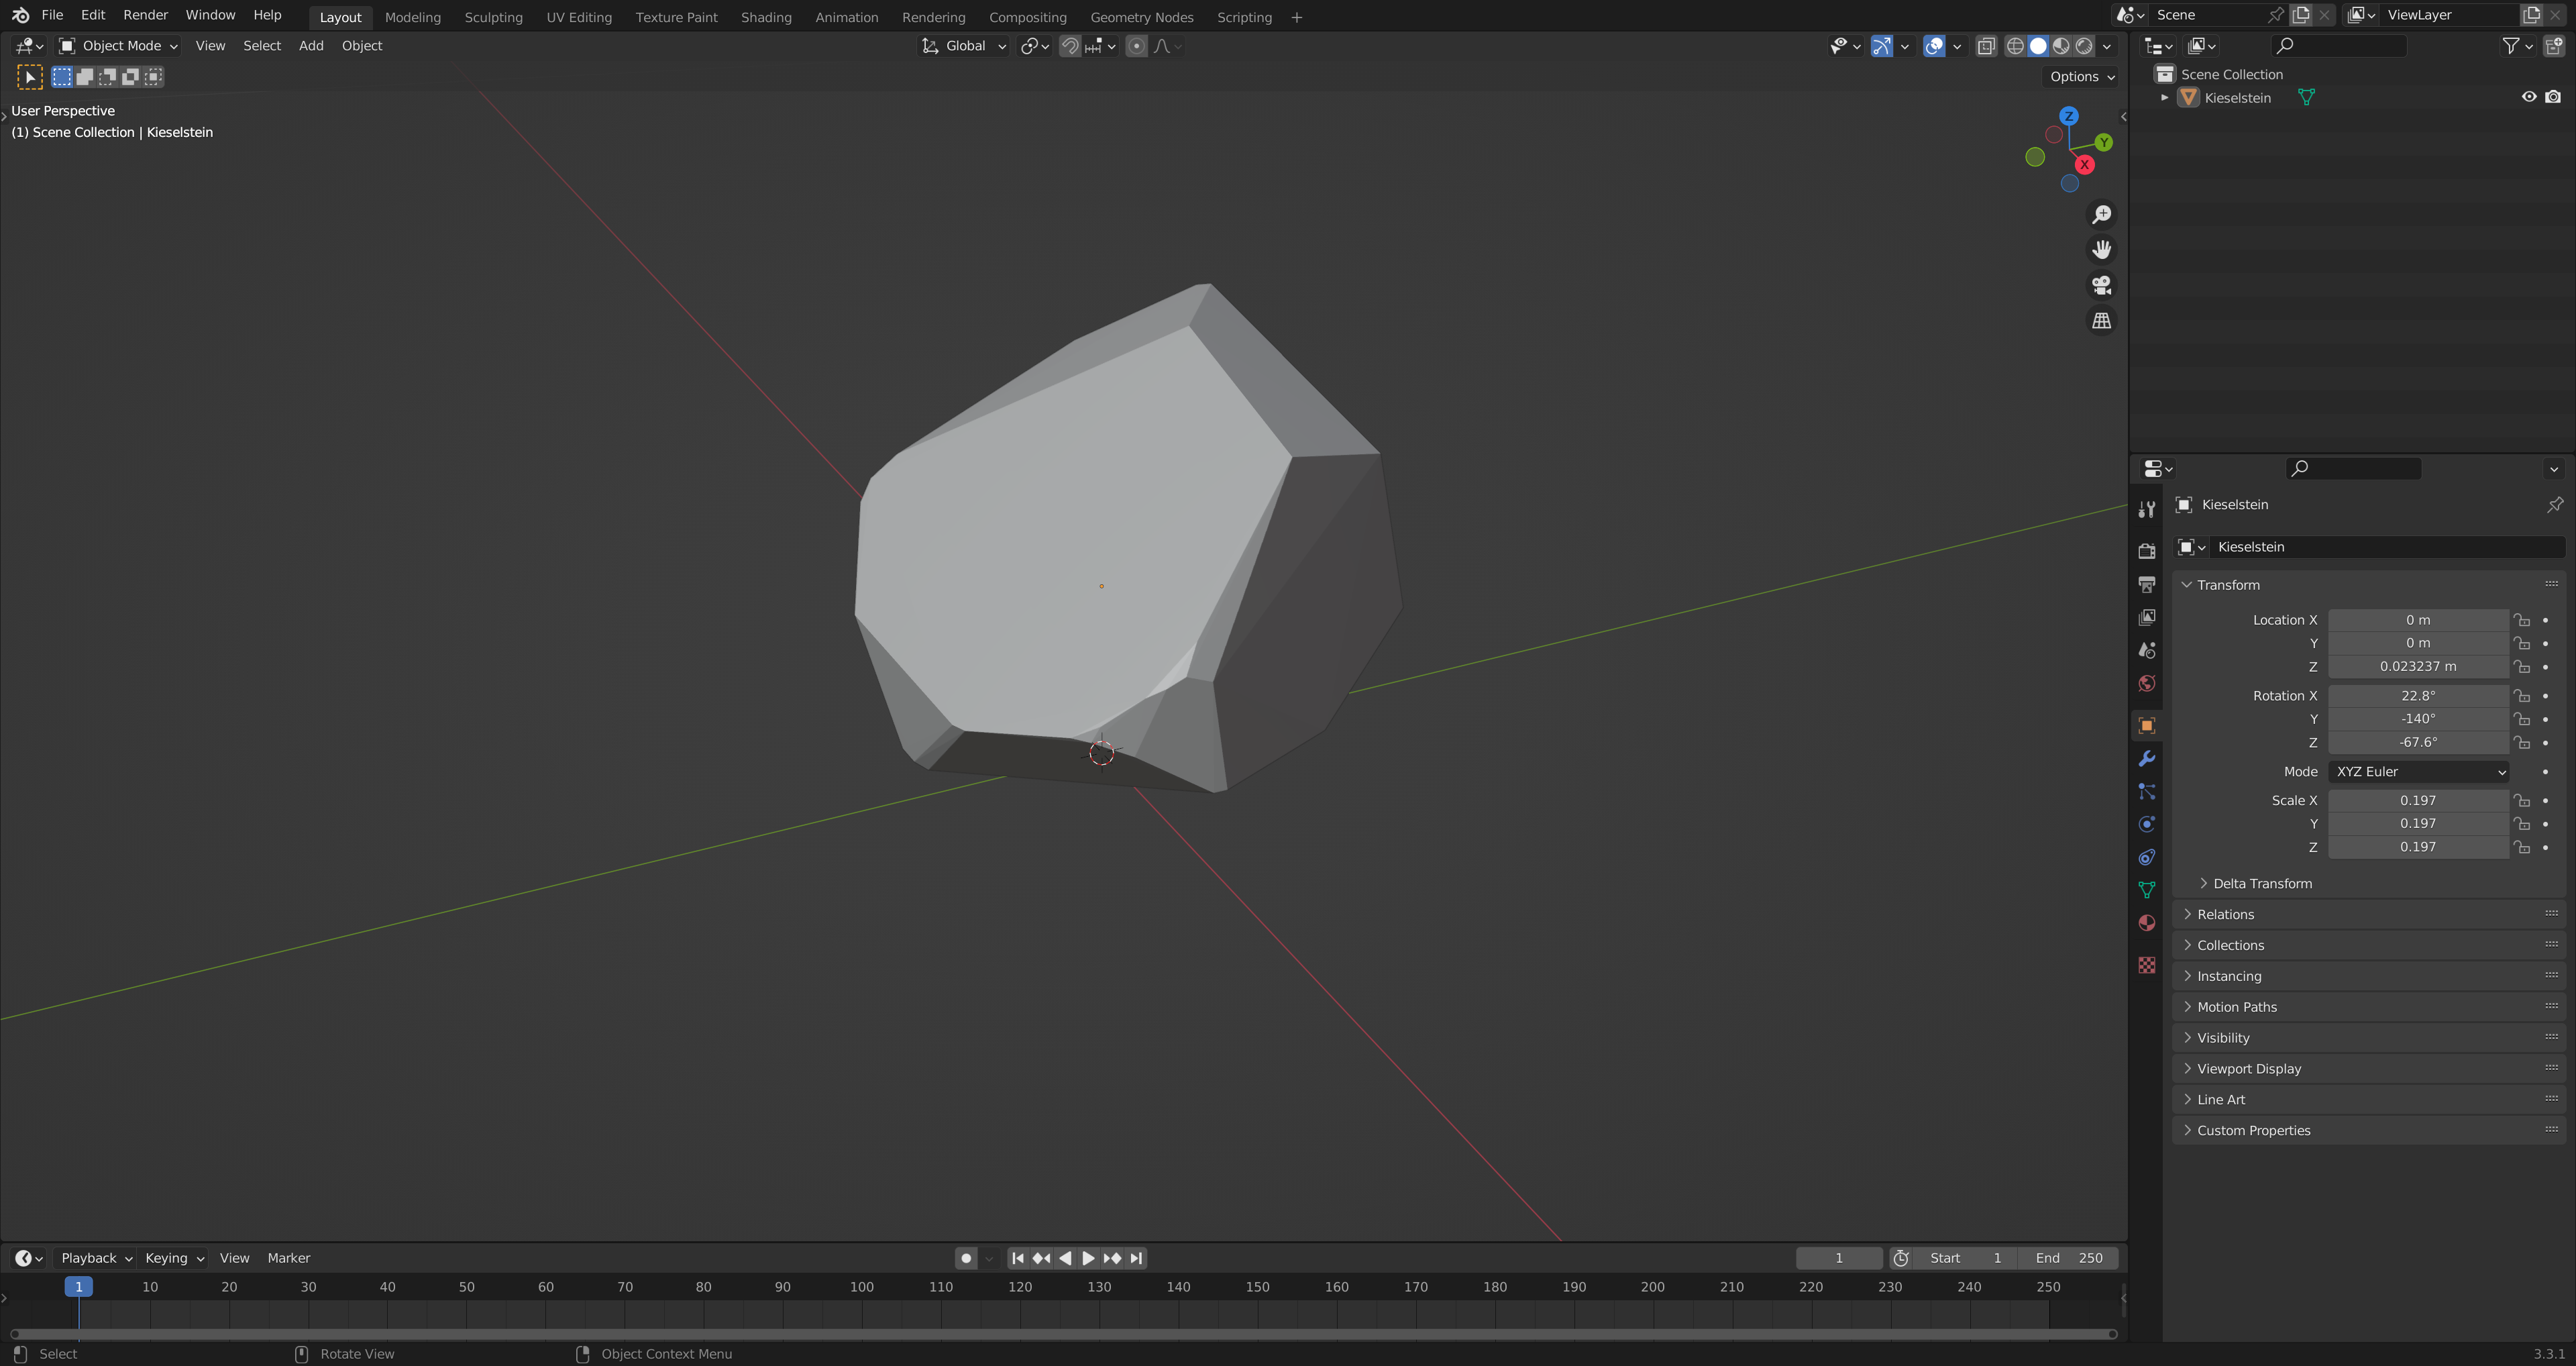 File Edit Render Window Help Layout Modeling Sculpting UV Editing Texture Paint Shading Animation Rendering Compositing Geometry Nodes Scripting + Scene ViewLayer
Object Mode View Select Add Object Global
Options
User Perspective
(1) Scene Collection | Kieselstein
Z
Y
X
Scene Collection
Kieselstein
Kieselstein
Kieselstein
Transform
Location X 0 m
Y 0 m
Z 0.023237 m
Rotation X 22.8°
Y -140°
Z -67.6°
Mode XYZ Euler
Scale X 0.197
Y 0.197
Z 0.197
Delta Transform
Relations
Collections
Instancing
Motion Paths
Visibility
Viewport Display
Line Art
Custom Properties
Playback Keying View Marker 1 Start 1 End 250
1 10 20 30 40 50 60 70 80 90 100 110 120 130 140 150 160 170 180 190 200 210 220 230 240 250
Select Rotate View Object Context Menu 3.3.1